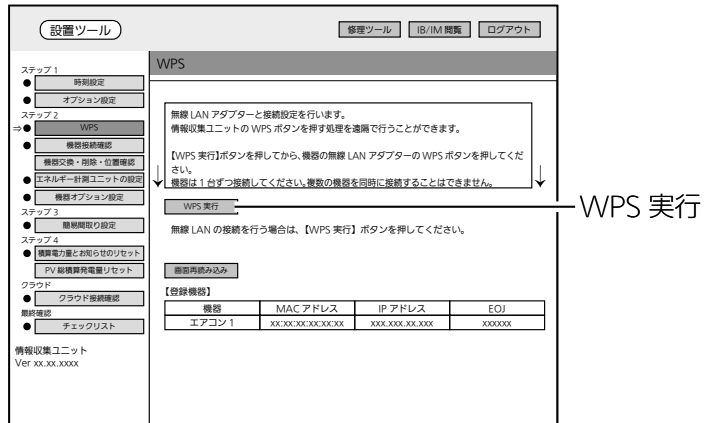 設置ツール
修理ツール IB/IM 閲覧 ログアウト
ステップ 1
● 時刻設定
● オプション設定
ステップ 2
⇒● WPS
● 機器接続確認
機器交換・削除・位置確認
● エネルギー計測ユニットの設定
● 機器オプション設定
ステップ 3
● 簡易間取り設定
ステップ 4
● 積算電力量とお知らせのリセット
PV 総積算発電量リセット
クラウド
● クラウド接続確認
最終確認
● チェックリスト
情報収集ユニット
Ver xx.xx.xxxx
WPS
無線 LAN アダプターと接続設定を行います。
情報収集ユニットの WPS ボタンを押す処理を遠隔で行うことができます。
【WPS 実行】ボタンを押してから、機器の無線 LAN アダプターの WPS ボタンを押してくだ
さい。
機器は 1 台ずつ接続してください。複数の機器を同時に接続することはできません。
WPS 実行
WPS 実行
無線 LAN の接続を行う場合は、【WPS 実行】ボタンを押してください。
画面再読み込み
【登録機器】
機器 MAC アドレス IP アドレス EOJ
エアコン 1 xx:xx:xx:xx:xx:xx xxx.xxx.xx.xxx xxxxxx